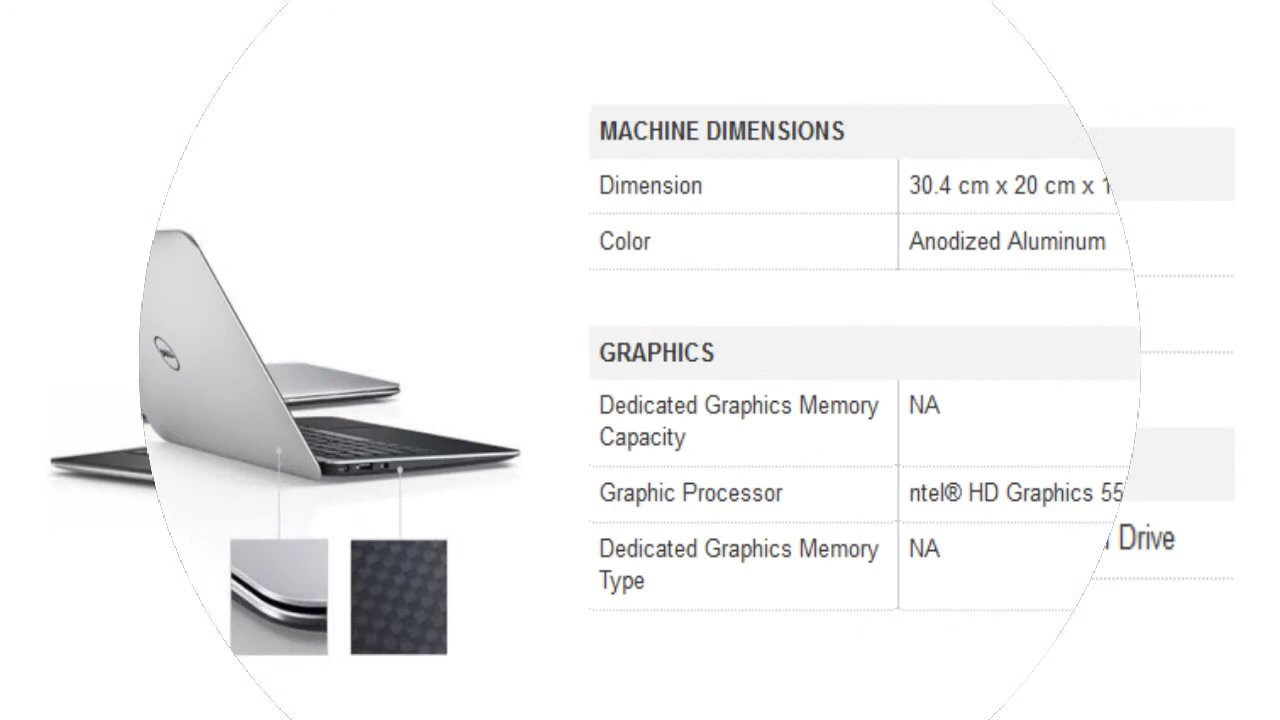 MACHINE DIMENSIONS
Dimension 30.4 cm x 20 cm x
Color Anodized Aluminum
GRAPHICS
Dedicated Graphics Memory NA
Capacity
Graphic Processor ntel® HD Graphics 55
Drive
Dedicated Graphics Memory NA
Type